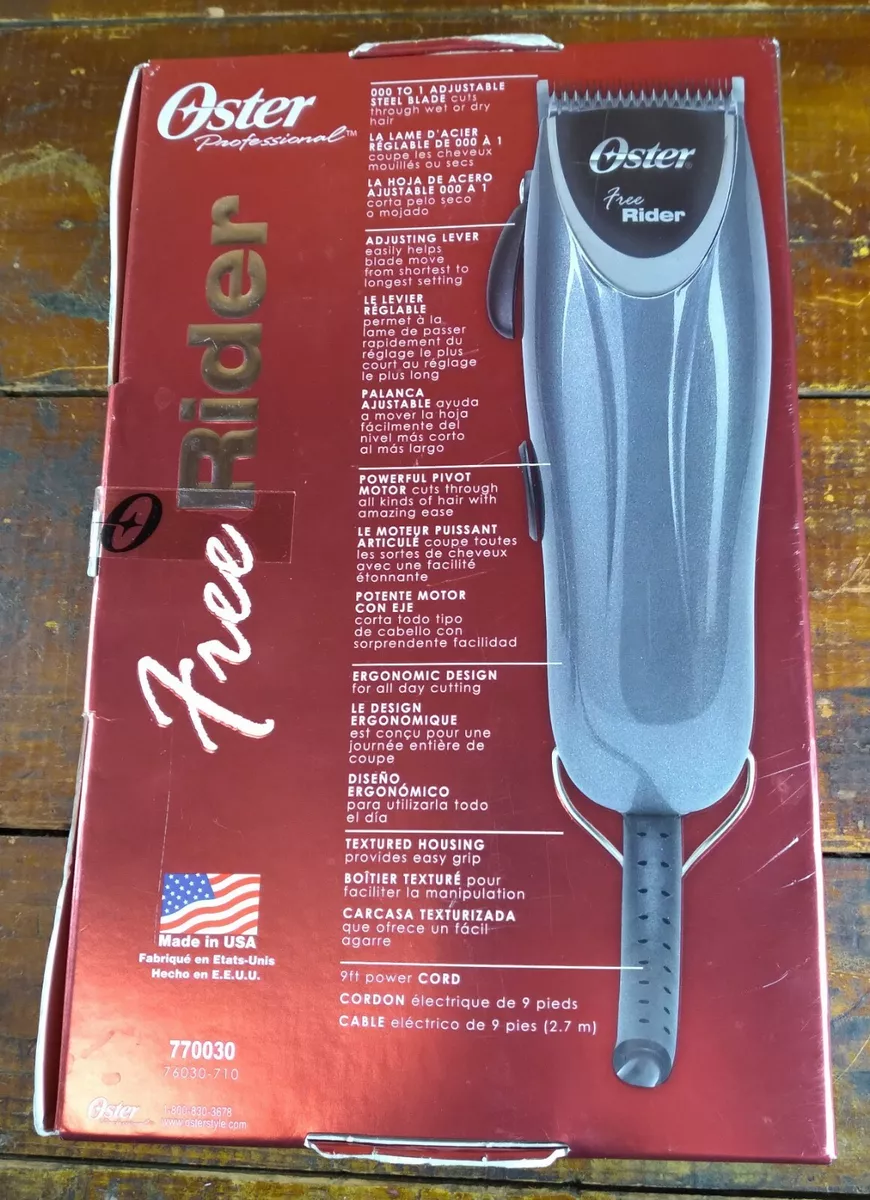 Oster
Professional™
Free Rider
000 TO 1 ADJUSTABLE
STEEL BLADE cuts
through wet or dry
hair
LA LAME D'ACIER
RÉGLABLE DE 000 À 1
coupe les cheveux
mouillés ou secs
LA HOJA DE ACERO
AJUSTABLE 000 A 1
corta pelo seco
o mojado
ADJUSTING LEVER
easily helps
blade move
from shortest to
longest setting
LE LEVIER
RÉGLABLE
permet à la
lame de passer
rapidement du
réglage le plus
court au réglage
le plus long
PALANCA
AJUSTABLE ayuda
a mover la hoja
fácilmente del
nivel más corto
al más largo
POWERFUL PIVOT
MOTOR cuts through
all kinds of hair with
amazing ease
LE MOTEUR PUISSANT
ARTICULÉ coupe toutes
les sortes de cheveux
avec une facilité
étonnante
POTENTE MOTOR
CON EJE
corta todo tipo
de cabello con
sorprendente facilidad
ERGONOMIC DESIGN
for all day cutting
LE DESIGN
ERGONOMIQUE
est conçu pour une
journée entière de
coupe
DISEÑO
ERGONÓMICO
para utilizarla todo
el día
TEXTURED HOUSING
provides easy grip
BOÎTIER TEXTURÉ pour
faciliter la manipulation
CARCASA TEXTURIZADA
que ofrece un fácil
agarre
9ft power CORD
CORDON électrique de 9 pieds
CABLE eléctrico de 9 pies (2.7 m)
Oster®
Free
Rider
Made in USA
Fabriqué en Etats-Unis
Hecho en E.E.U.U.
770030
76030-710
Oster
1-800-830-3678
www.osterstyle.com